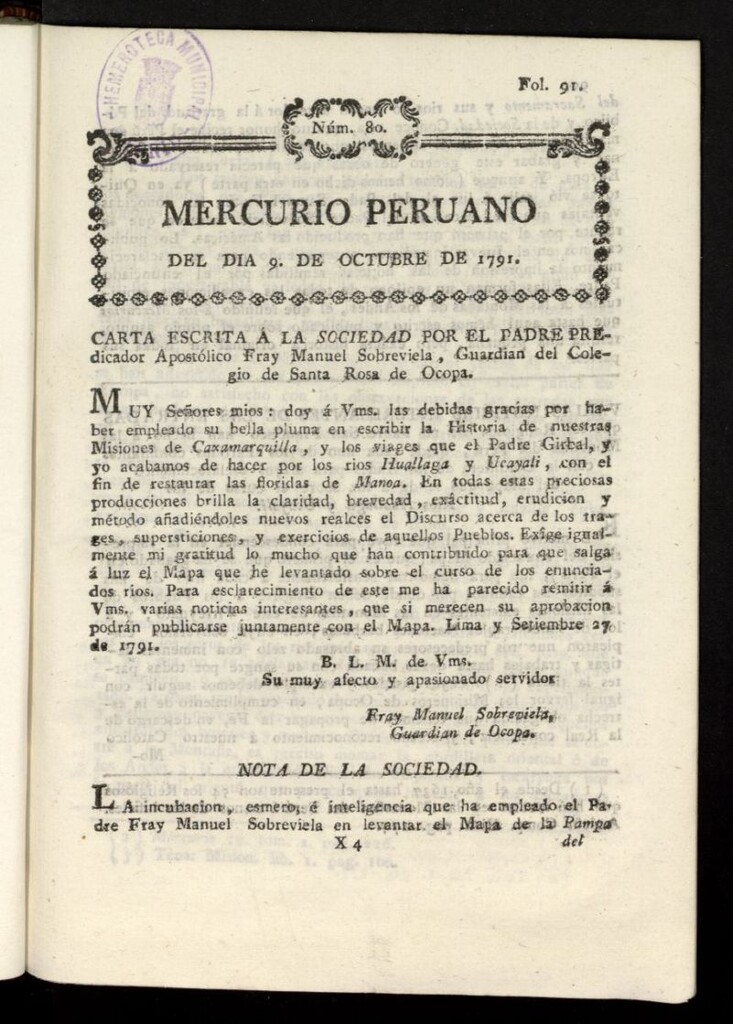 HEMEROTECA MUNICIPAL
Fol. 91.
Núm. 80.
MERCURIO PERUANO
DEL DIA 9. DE OCTUBRE DE 1791.
CARTA ESCRITA Á LA SOCIEDAD POR EL PADRE PRE-
dicador Apostólico Fray Manuel Sobreviela, Guardian del Cole-
gio de Santa Rosa de Ocopa.
MUY Señores mios: doy á Vms. las debidas gracias por ha-
ber empleado su bella pluma en escribir la Historia de nuestras
Misiones de Caxamarquilla, y los viages que el Padre Girbal, y
yo acabamos de hacer por los rios Huallaga y Ucayali, con el
fin de restaurar las floridas de Manoa. En todas estas preciosas
producciones brilla la claridad, brevedad, exáctitud, erudicion y
método añadiéndoles nuevos realces el Discurso acerca de los tra-
ges, supersticiones, y exercicios de aquellos Pueblos. Exige igual-
mente mi gratitud lo mucho que han contribuido para que salga
á luz el Mapa que he levantado sobre el curso de los enuncia-
dos rios. Para esclarecimiento de este me ha parecido remitir á
Vms. varias noticias interesantes, que si merecen su aprobacion
podrán publicarse juntamente con el Mapa. Lima y Setiembre 27
de 1791.
B. L. M. de Vms.
Su muy afecto y apasionado servidor
Fray Manuel Sobreviela,
Guardian de Ocopa.
NOTA DE LA SOCIEDAD.
LA incubacion, esmero, é inteligencia que ha empleado el Pa-
dre Fray Manuel Sobreviela en levantar el Mapa de la Pampa
X 4 del